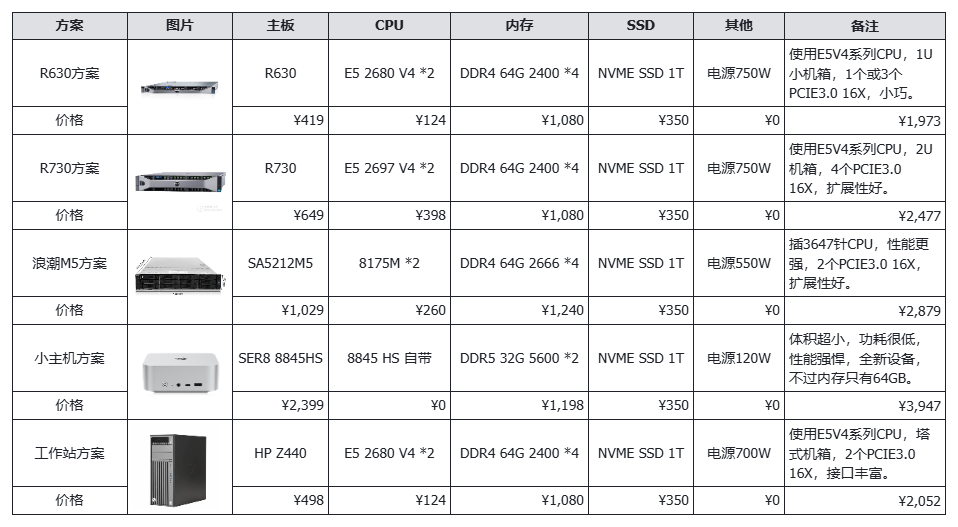 方案 图片 主板 CPU 内存 SSD 其他 备注
R630方案 R630 E5 2680 V4 *2 DDR4 64G 2400 *4 NVME SSD 1T 电源750W 使用E5V4系列CPU，1U
小机箱，1个或3个
PCIE3.0 16X，小巧。
价格 ¥419 ¥124 ¥1,080 ¥350 ¥0 ¥1,973
R730方案 R730 E5 2697 V4 *2 DDR4 64G 2400 *4 NVME SSD 1T 电源750W 使用E5V4系列CPU，2U
机箱，4个PCIE3.0
16X，扩展性好。
价格 ¥649 ¥398 ¥1,080 ¥350 ¥0 ¥2,477
浪潮M5方案 SA5212M5 8175M *2 DDR4 64G 2666 *4 NVME SSD 1T 电源550W 插3647针CPU，性能更
强，2个PCIE3.0 16X，
扩展性好。
价格 ¥1,029 ¥260 ¥1,240 ¥350 ¥0 ¥2,879
小主机方案 SER8 8845HS 8845 HS 自带 DDR5 32G 5600 *2 NVME SSD 1T 电源120W 体积超小，功耗很低，
性能强悍，全新设备，
不过内存只有64GB。
价格 ¥2,399 ¥0 ¥1,198 ¥350 ¥0 ¥3,947
工作站方案 HP Z440 E5 2680 V4 *2 DDR4 64G 2400 *4 NVME SSD 1T 电源700W 使用E5V4系列CPU，塔
式机箱，2个PCIE3.0
16X，接口丰富。
价格 ¥498 ¥124 ¥1,080 ¥350 ¥0 ¥2,052